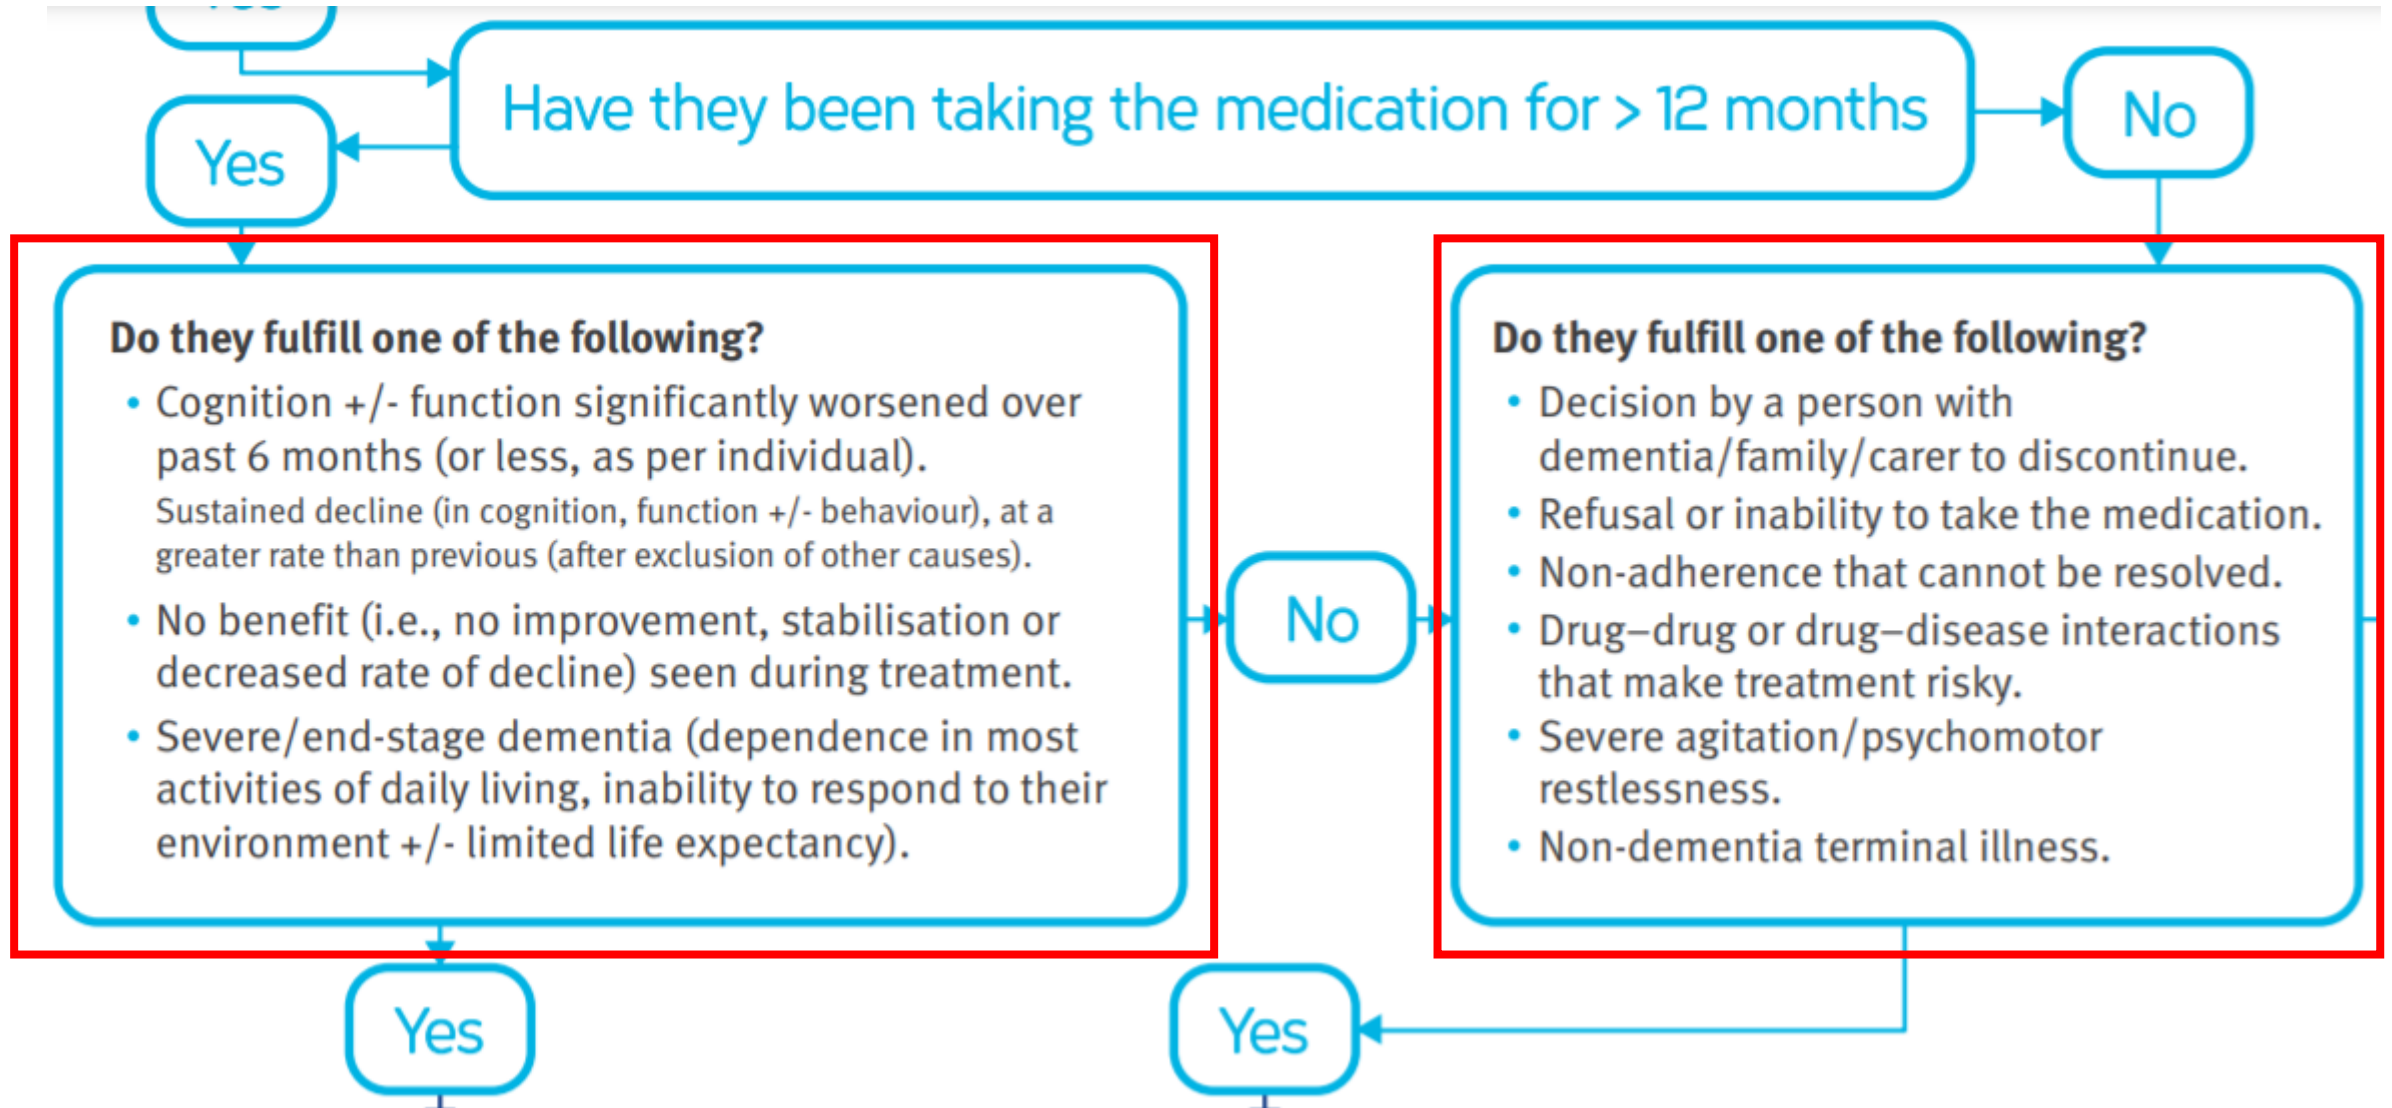 Yes
Have they been taking the medication for > 12 months
No
Yes
Do they fulfill one of the following?
• Cognition +/- function significantly worsened over
past 6 months (or less, as per individual).
Sustained decline (in cognition, function +/- behaviour), at a
greater rate than previous (after exclusion of other causes).
• No benefit (i.e., no improvement, stabilisation or
decreased rate of decline) seen during treatment.
• Severe/end-stage dementia (dependence in most
activities of daily living, inability to respond to their
environment +/- limited life expectancy).
No
Do they fulfill one of the following?
• Decision by a person with
dementia/family/carer to discontinue.
• Refusal or inability to take the medication.
• Non-adherence that cannot be resolved.
• Drug–drug or drug–disease interactions
that make treatment risky.
• Severe agitation/psychomotor
restlessness.
• Non-dementia terminal illness.
Yes
Yes